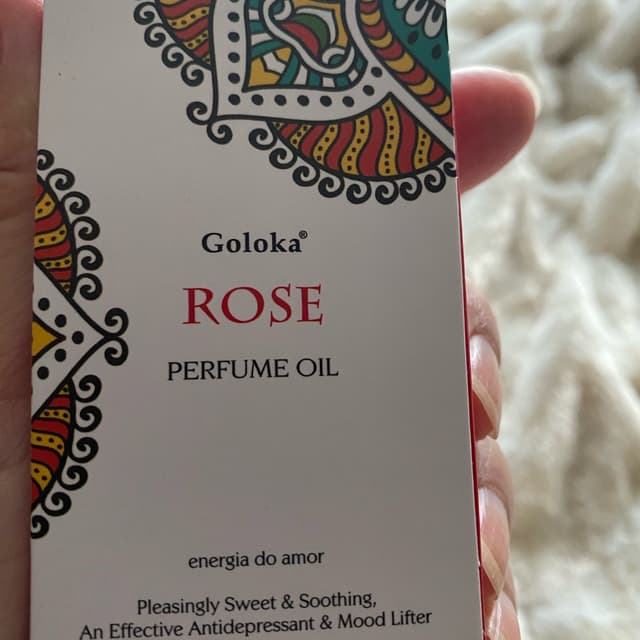 Goloka®
ROSE
PERFUME OIL
energia do amor
Pleasingly Sweet & Soothing,
An Effective Antidepressant & Mood Lifter